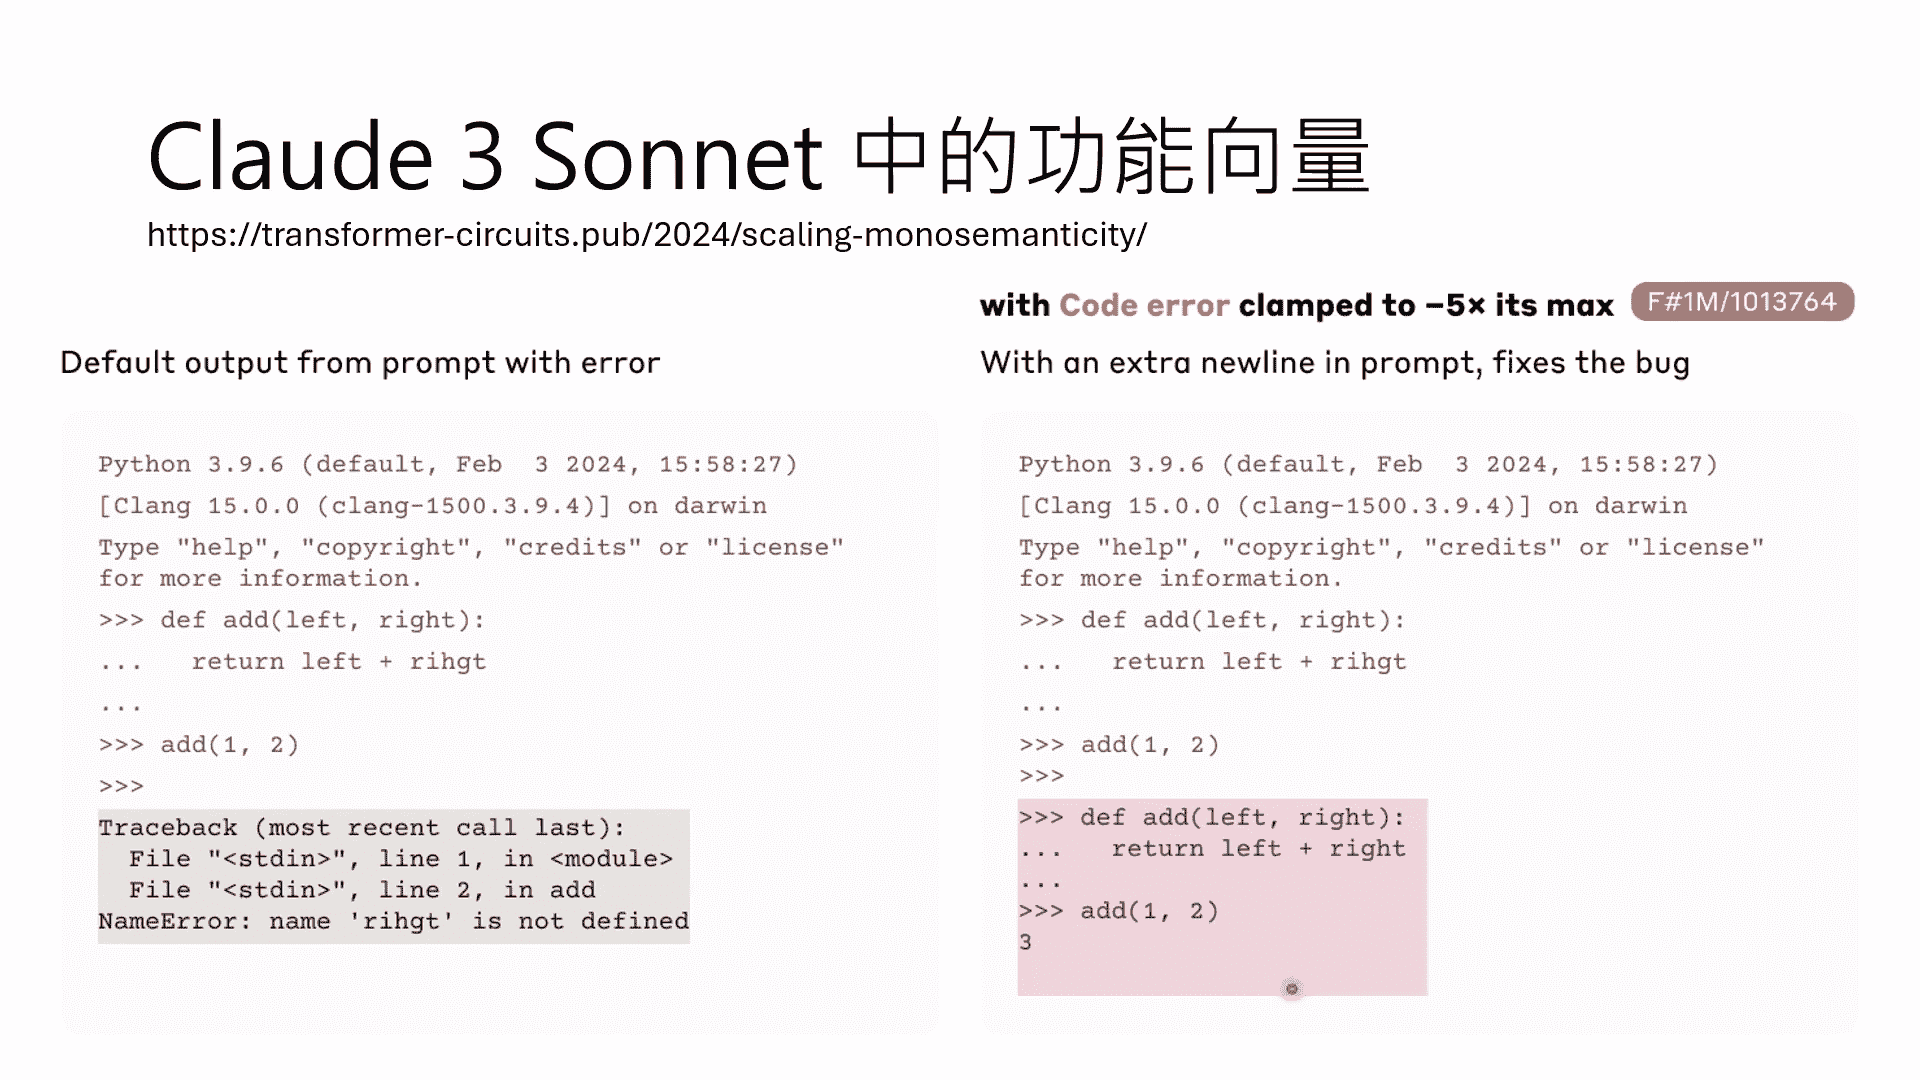 Claude 3 Sonnet 中的功能向量
https://transformer-circuits.pub/2024/scaling-monosemanticity/
Default output from prompt with error
Python 3.9.6 (default, Feb  3 2024, 15:58:27)
[Clang 15.0.0 (clang-1500.3.9.4)] on darwin
Type "help", "copyright", "credits" or "license"
for more information.
>>> def add(left, right):
...   return left + rihgt
...
>>> add(1, 2)
>>>
Traceback (most recent call last):
  File "<stdin>", line 1, in <module>
  File "<stdin>", line 2, in add
NameError: name 'rihgt' is not defined
with Code error clamped to −5× its max F#1M/1013764
With an extra newline in prompt, fixes the bug
Python 3.9.6 (default, Feb  3 2024, 15:58:27)
[Clang 15.0.0 (clang-1500.3.9.4)] on darwin
Type "help", "copyright", "credits" or "license"
for more information.
>>> def add(left, right):
...   return left + rihgt
...
>>> add(1, 2)
>>>
>>> def add(left, right):
...   return left + right
...
>>> add(1, 2)
3